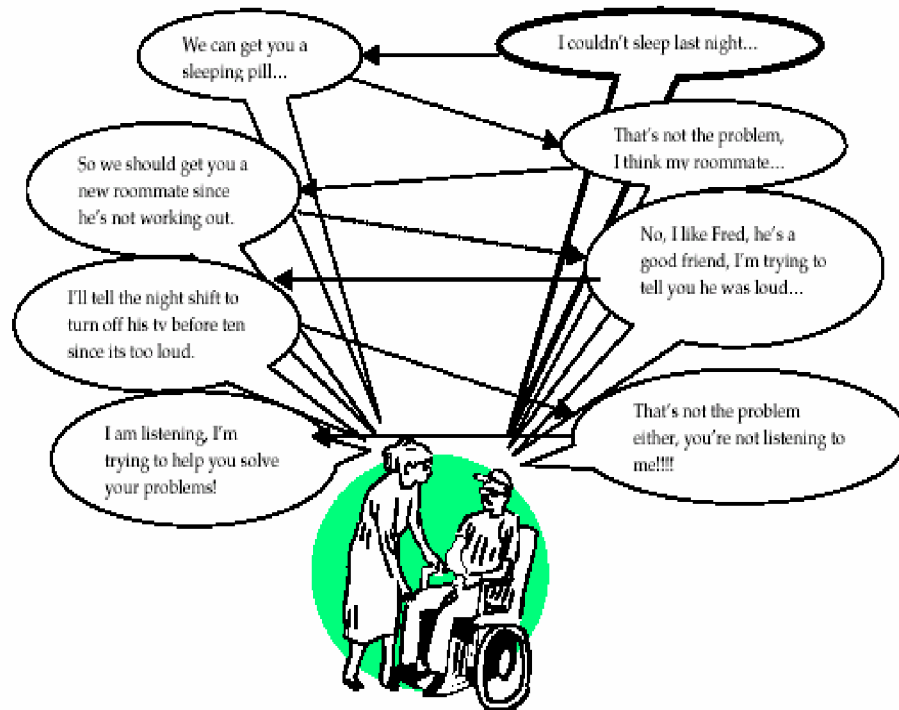 I couldn't sleep last night...
We can get you a
sleeping pill...
That's not the problem,
I think my roommate...
So we should get you a
new roommate since
he's not working out.
No, I like Fred, he's a
good friend, I'm trying to
tell you he was loud...
I'll tell the night shift to
turn off his tv before ten
since its too loud.
That's not the problem
either, you're not listening to
me!!!!
I am listening, I'm
trying to help you solve
your problems!